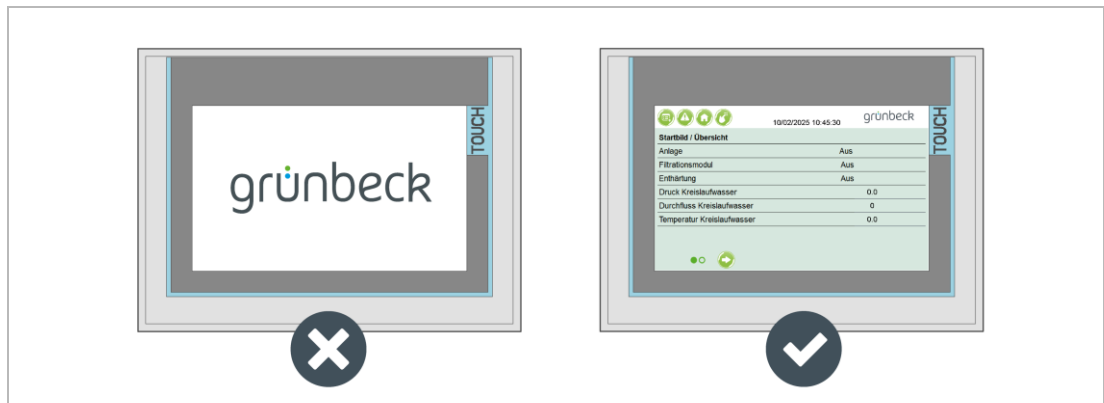 grünbeck
TOUCH
10/02/2025 10:45:30 grünbeck
Startbild / Übersicht
Anlage Aus
Filtrationsmodul Aus
Enthärtung Aus
Druck Kreislaufwasser 0.0
Durchfluss Kreislaufwasser 0
Temperatur Kreislaufwasser 0.0
TOUCH